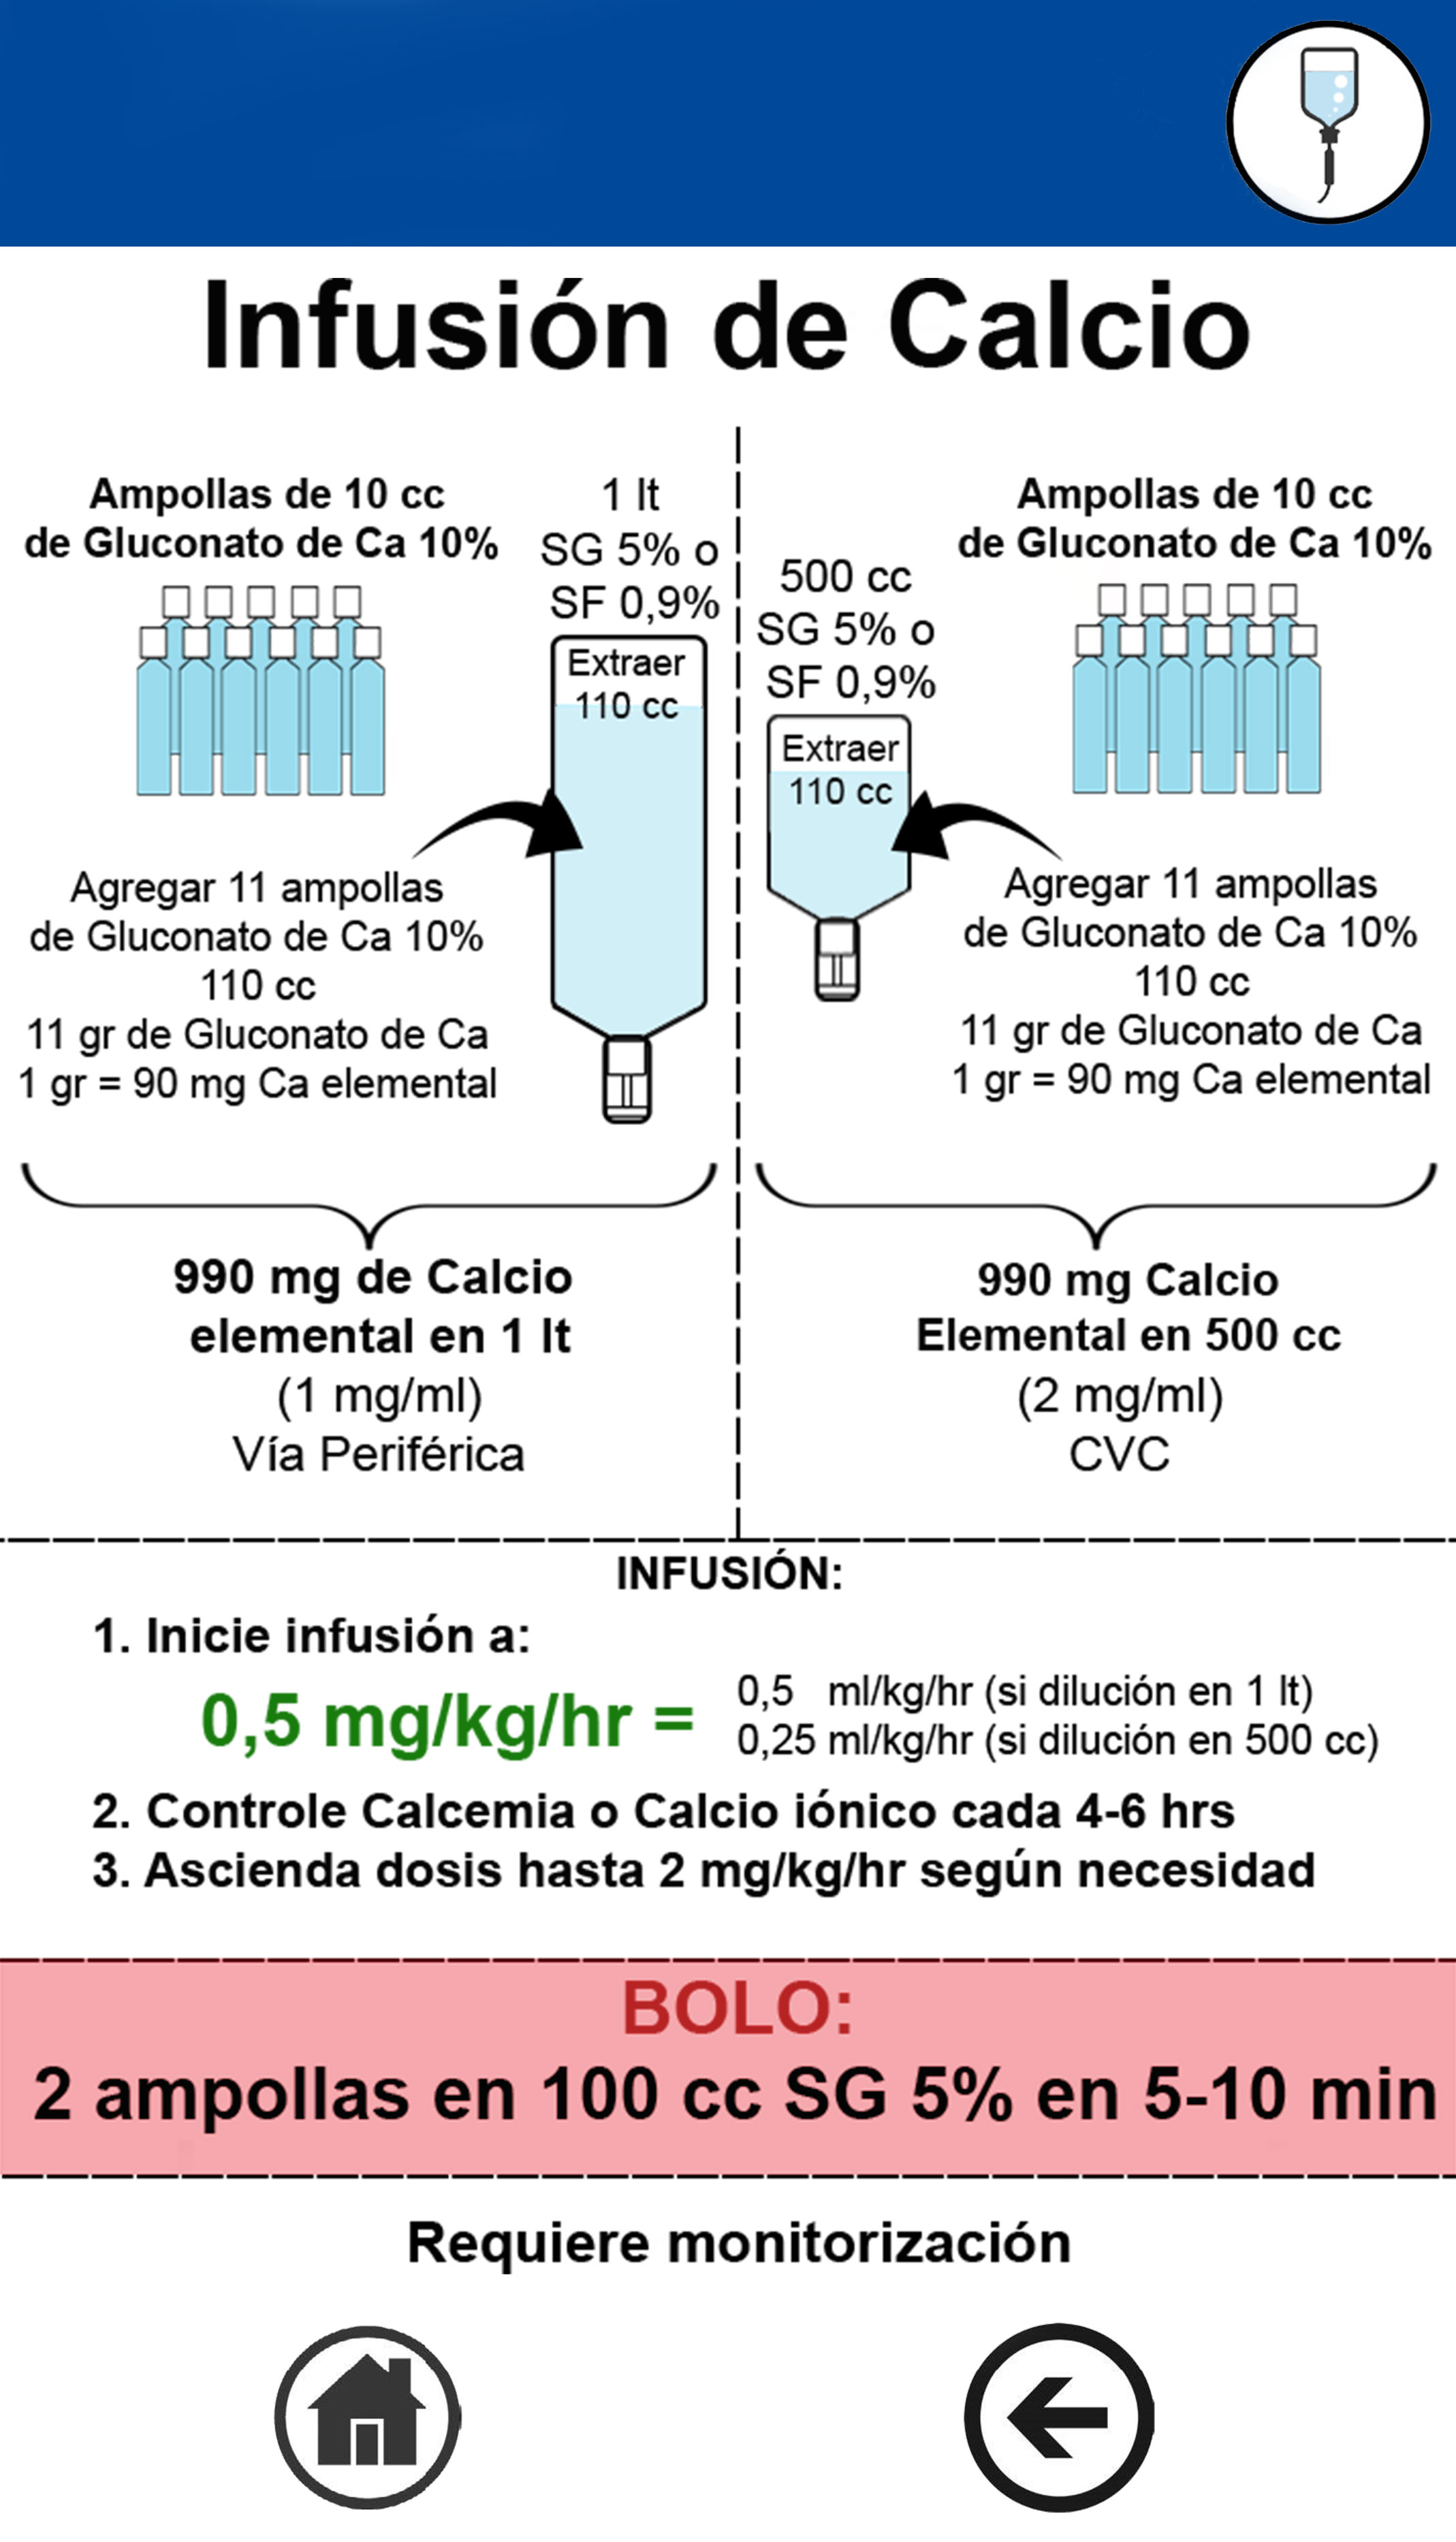 Infusión de Calcio
Ampollas de 10 cc
de Gluconato de Ca 10%
1 lt
SG 5% o
SF 0,9%
Extraer
110 cc
Agregar 11 ampollas
de Gluconato de Ca 10%
110 cc
11 gr de Gluconato de Ca
1 gr = 90 mg Ca elemental
990 mg de Calcio
elemental en 1 lt
(1 mg/ml)
Vía Periférica
500 cc
SG 5% o
SF 0,9%
Extraer
110 cc
Ampollas de 10 cc
de Gluconato de Ca 10%
Agregar 11 ampollas
de Gluconato de Ca 10%
110 cc
11 gr de Gluconato de Ca
1 gr = 90 mg Ca elemental
990 mg Calcio
Elemental en 500 cc
(2 mg/ml)
CVC
INFUSIÓN:
1. Inicie infusión a:
0,5 mg/kg/hr =
0,5 ml/kg/hr (si dilución en 1 lt)
0,25 ml/kg/hr (si dilución en 500 cc)
2. Controle Calcemia o Calcio iónico cada 4-6 hrs
3. Ascienda dosis hasta 2 mg/kg/hr según necesidad
BOLO:
2 ampollas en 100 cc SG 5% en 5-10 min
Requiere monitorización